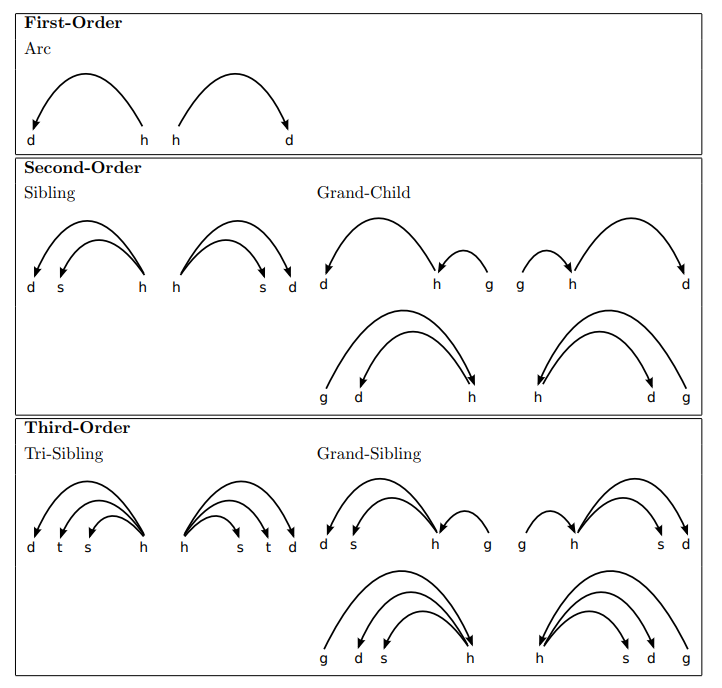 First-Order
Arc
d h h d
Second-Order
Sibling Grand-Child
d s h h s d d h g g h d
g d h h d g
Third-Order
Tri-Sibling Grand-Sibling
d t s h h s t d d s h g g h s d
g d s h h s d g